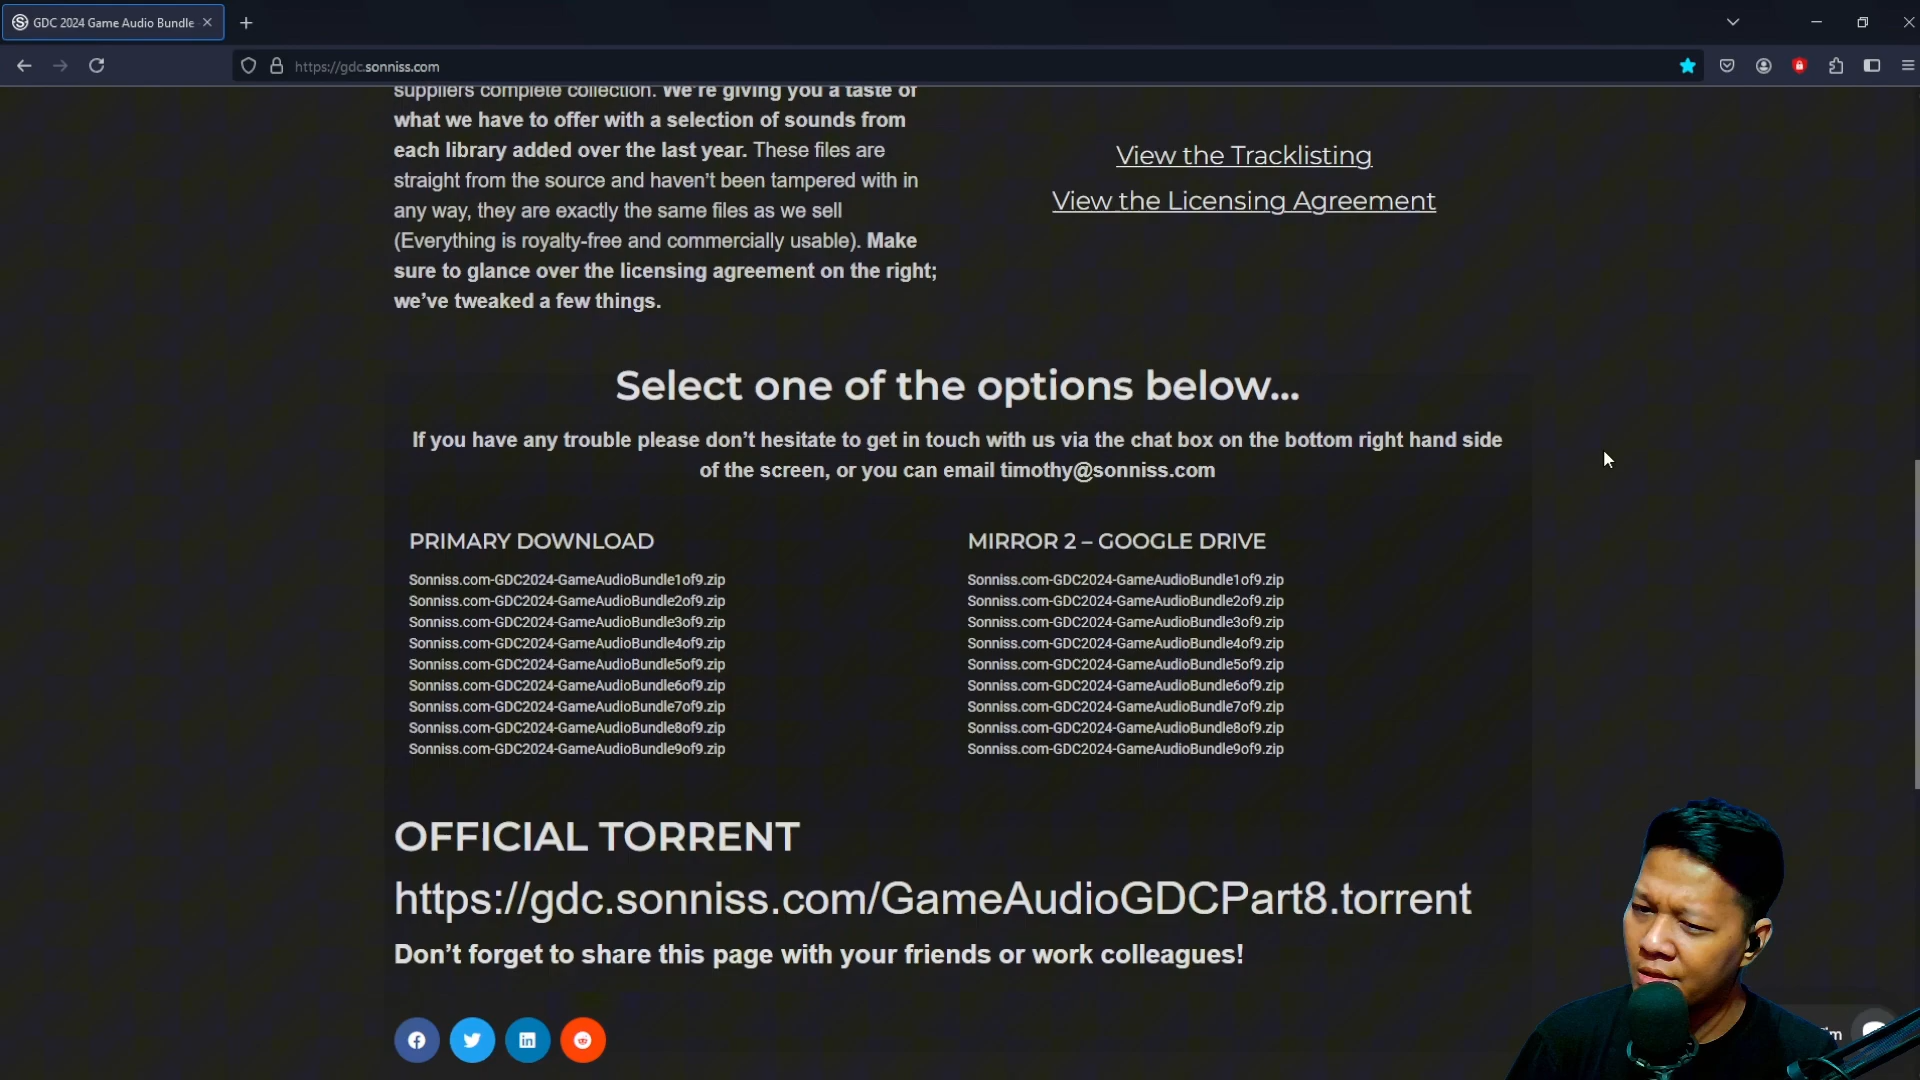 GDC 2024 Game Audio Bundle
https://gdc.sonniss.com
suppliers complete collection. We're giving you a taste of
what we have to offer with a selection of sounds from
each library added over the last year. These files are
straight from the source and haven't been tampered with in
any way, they are exactly the same files as we sell
(Everything is royalty-free and commercially usable). Make
sure to glance over the licensing agreement on the right;
we've tweaked a few things.
View the Tracklisting
View the Licensing Agreement
Select one of the options below...
If you have any trouble please don't hesitate to get in touch with us via the chat box on the bottom right hand side
of the screen, or you can email timothy@sonniss.com
PRIMARY DOWNLOAD
Sonniss.com-GDC2024-GameAudioBundle1of9.zip
Sonniss.com-GDC2024-GameAudioBundle2of9.zip
Sonniss.com-GDC2024-GameAudioBundle3of9.zip
Sonniss.com-GDC2024-GameAudioBundle4of9.zip
Sonniss.com-GDC2024-GameAudioBundle5of9.zip
Sonniss.com-GDC2024-GameAudioBundle6of9.zip
Sonniss.com-GDC2024-GameAudioBundle7of9.zip
Sonniss.com-GDC2024-GameAudioBundle8of9.zip
Sonniss.com-GDC2024-GameAudioBundle9of9.zip
MIRROR 2 – GOOGLE DRIVE
Sonniss.com-GDC2024-GameAudioBundle1of9.zip
Sonniss.com-GDC2024-GameAudioBundle2of9.zip
Sonniss.com-GDC2024-GameAudioBundle3of9.zip
Sonniss.com-GDC2024-GameAudioBundle4of9.zip
Sonniss.com-GDC2024-GameAudioBundle5of9.zip
Sonniss.com-GDC2024-GameAudioBundle6of9.zip
Sonniss.com-GDC2024-GameAudioBundle7of9.zip
Sonniss.com-GDC2024-GameAudioBundle8of9.zip
Sonniss.com-GDC2024-GameAudioBundle9of9.zip
OFFICIAL TORRENT
https://gdc.sonniss.com/GameAudioGDCPart8.torrent
Don't forget to share this page with your friends or work colleagues!